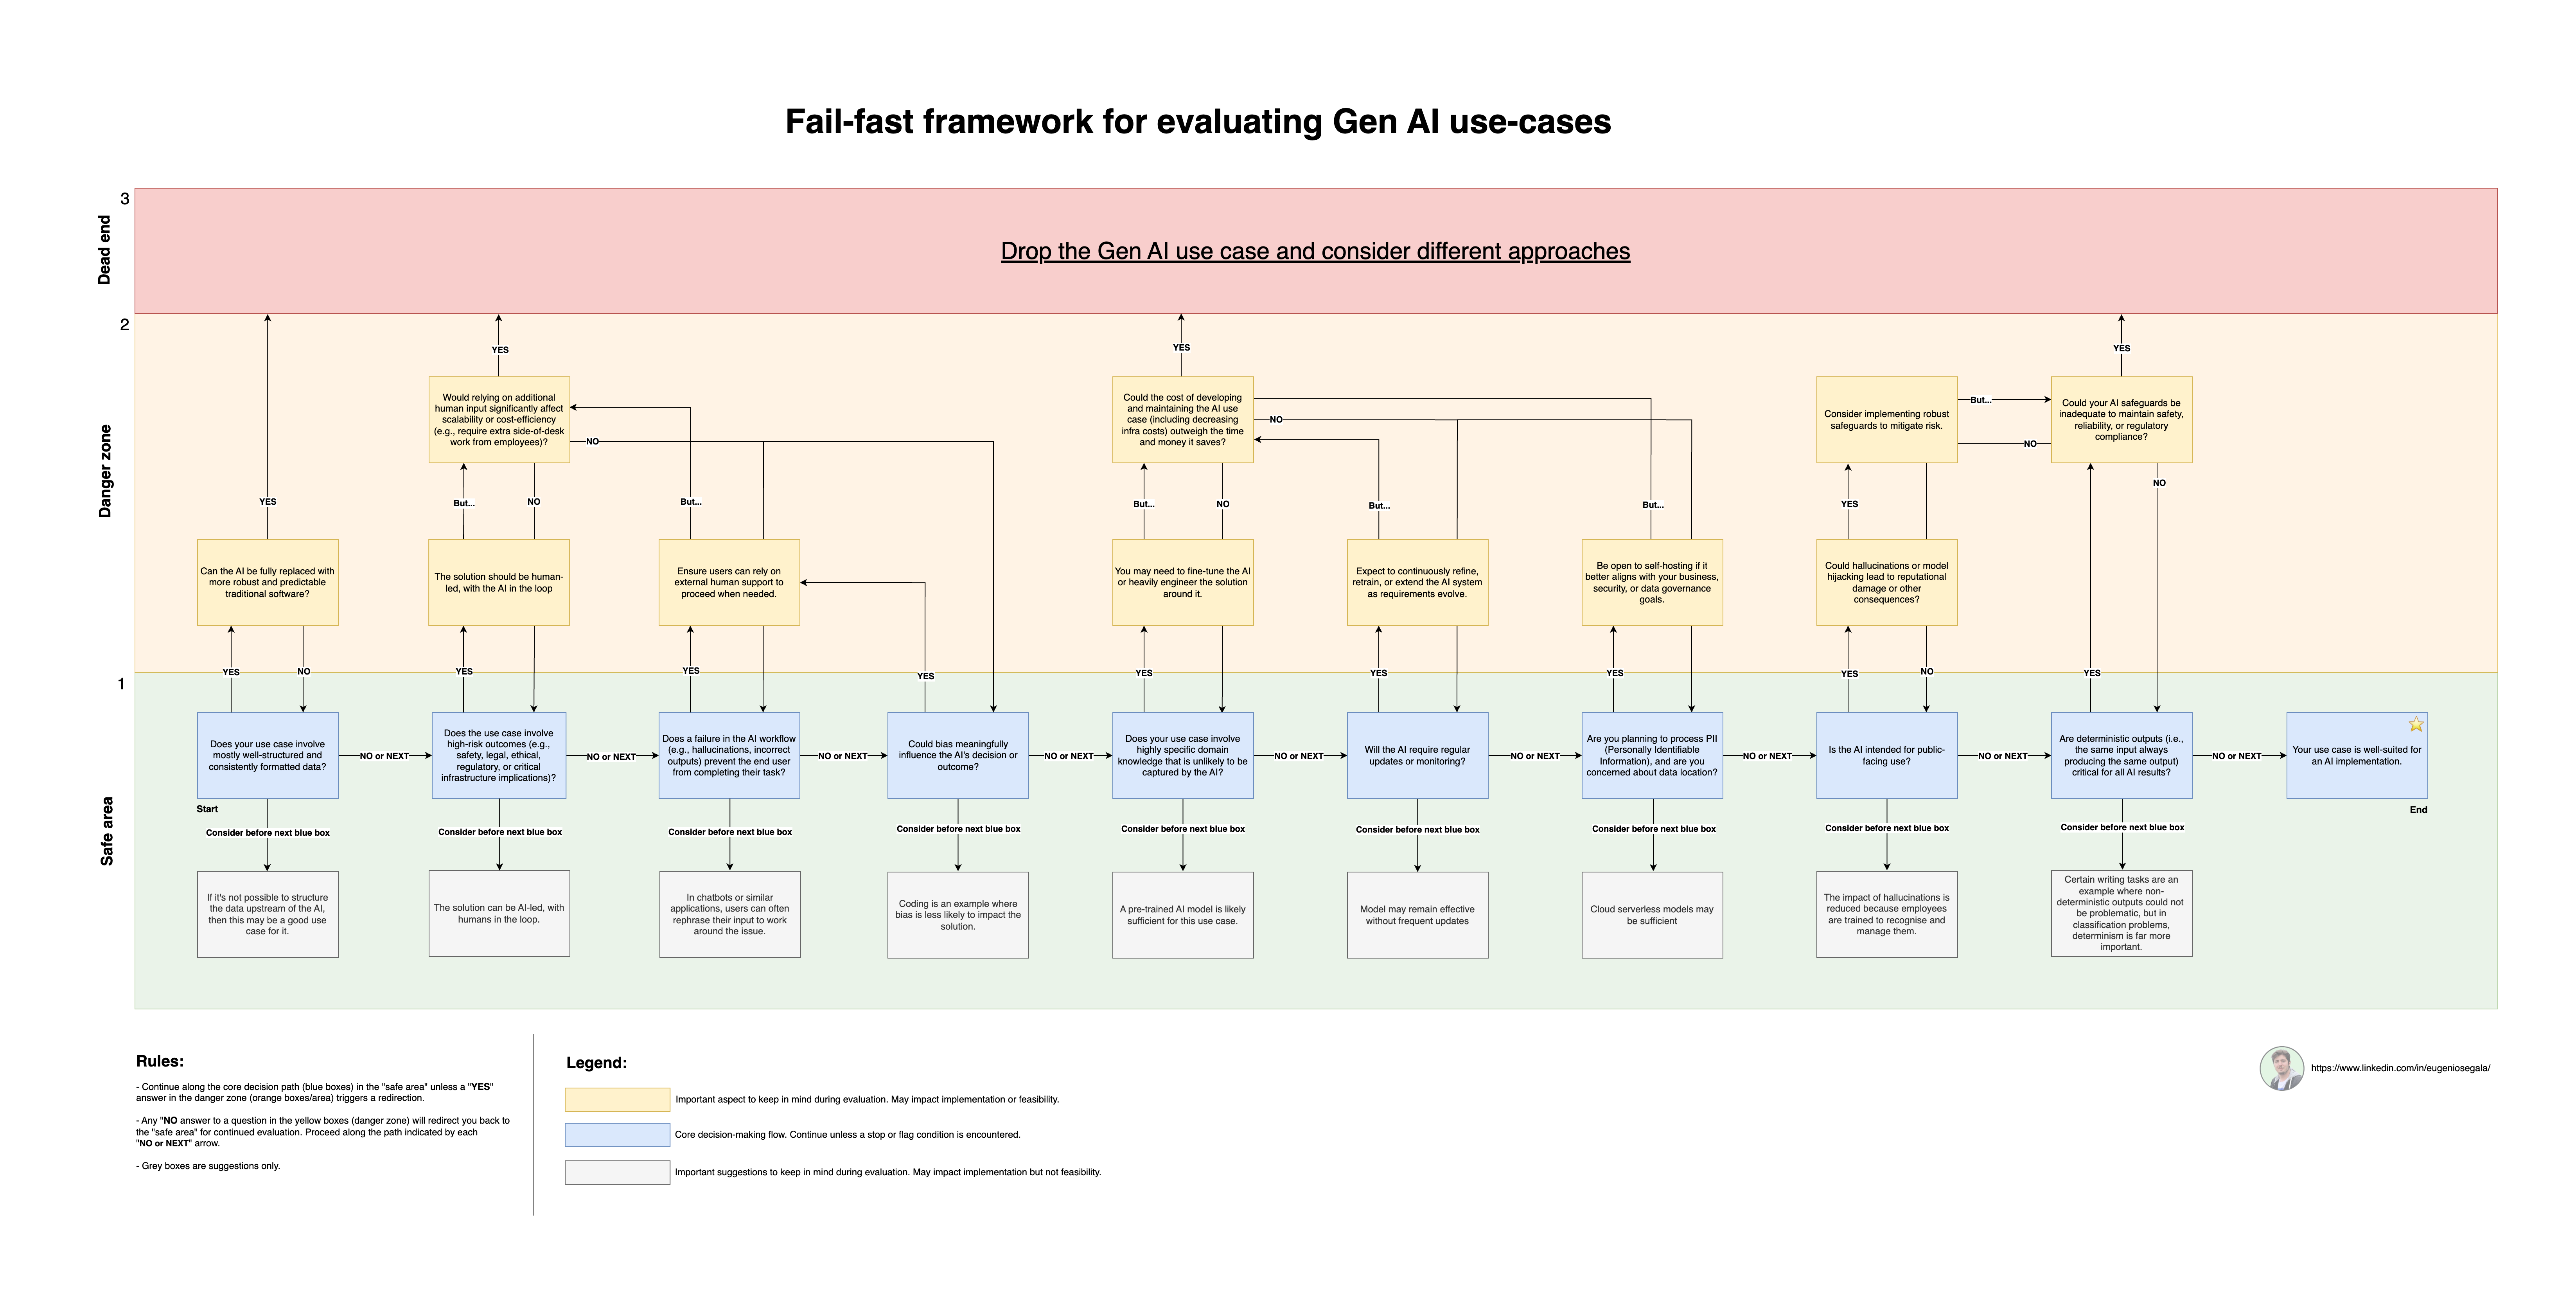 Fail-fast framework for evaluating Gen AI use-cases
3
Dead end
Drop the Gen AI use case and consider different approaches
2
Danger zone
YES
YES
YES
YES
Would relying on additional
human input significantly affect
scalability or cost-efficiency
(e.g., require extra side-of-desk
work from employees)?
NO
Could the cost of developing
and maintaining the AI use
case (including decreasing
infra costs) outweigh the time
and money it saves?
NO
Consider implementing robust
safeguards to mitigate risk.
But...
NO
Could your AI safeguards be
inadequate to maintain safety,
reliability, or regulatory
compliance?
YES
But...
NO
But...
But...
NO
But...
But...
YES
NO
Can the AI be fully replaced with
more robust and predictable
traditional software?
The solution should be human-
led, with the AI in the loop
Ensure users can rely on
external human support to
proceed when needed.
You may need to fine-tune the AI
or heavily engineer the solution
around it.
Expect to continuously refine,
retrain, or extend the AI system
as requirements evolve.
Be open to self-hosting if it
better aligns with your business,
security, or data governance
goals.
Could hallucinations or model
hijacking lead to reputational
damage or other
consequences?
YES
NO
YES
YES
YES
YES
YES
YES
YES
NO
YES
1
Safe area
Does your use case involve
mostly well-structured and
consistently formatted data?
NO or NEXT
Does the use case involve
high-risk outcomes (e.g.,
safety, legal, ethical,
regulatory, or critical
infrastructure implications)?
NO or NEXT
Does a failure in the AI workflow
(e.g., hallucinations, incorrect
outputs) prevent the end user
from completing their task?
NO or NEXT
Could bias meaningfully
influence the AI's decision or
outcome?
NO or NEXT
Does your use case involve
highly specific domain
knowledge that is unlikely to be
captured by the AI?
NO or NEXT
Will the AI require regular
updates or monitoring?
NO or NEXT
Are you planning to process PII
(Personally Identifiable
Information), and are you
concerned about data location?
NO or NEXT
Is the AI intended for public-
facing use?
NO or NEXT
Are deterministic outputs (i.e.,
the same input always
producing the same output)
critical for all AI results?
NO or NEXT
Your use case is well-suited for
an AI implementation.
Start
End
Consider before next blue box
Consider before next blue box
Consider before next blue box
Consider before next blue box
Consider before next blue box
Consider before next blue box
Consider before next blue box
Consider before next blue box
Consider before next blue box
If it's not possible to structure
the data upstream of the AI,
then this may be a good use
case for it.
The solution can be AI-led, with
humans in the loop.
In chatbots or similar
applications, users can often
rephrase their input to work
around the issue.
Coding is an example where
bias is less likely to impact the
solution.
A pre-trained AI model is likely
sufficient for this use case.
Model may remain effective
without frequent updates
Cloud serverless models may
be sufficient
The impact of hallucinations is
reduced because employees
are trained to recognise and
manage them.
Certain writing tasks are an
example where non-
deterministic outputs could not
be problematic, but in
classification problems,
determinism is far more
important.
Rules:
- Continue along the core decision path (blue boxes) in the "safe area" unless a "YES"
answer in the danger zone (orange boxes/area) triggers a redirection.
- Any "NO answer to a question in the yellow boxes (danger zone) will redirect you back to
the "safe area" for continued evaluation. Proceed along the path indicated by each
"NO or NEXT" arrow.
- Grey boxes are suggestions only.
Legend:
Important aspect to keep in mind during evaluation. May impact implementation or feasibility.
Core decision-making flow. Continue unless a stop or flag condition is encountered.
Important suggestions to keep in mind during evaluation. May impact implementation but not feasibility.
https://www.linkedin.com/in/eugeniosegala/